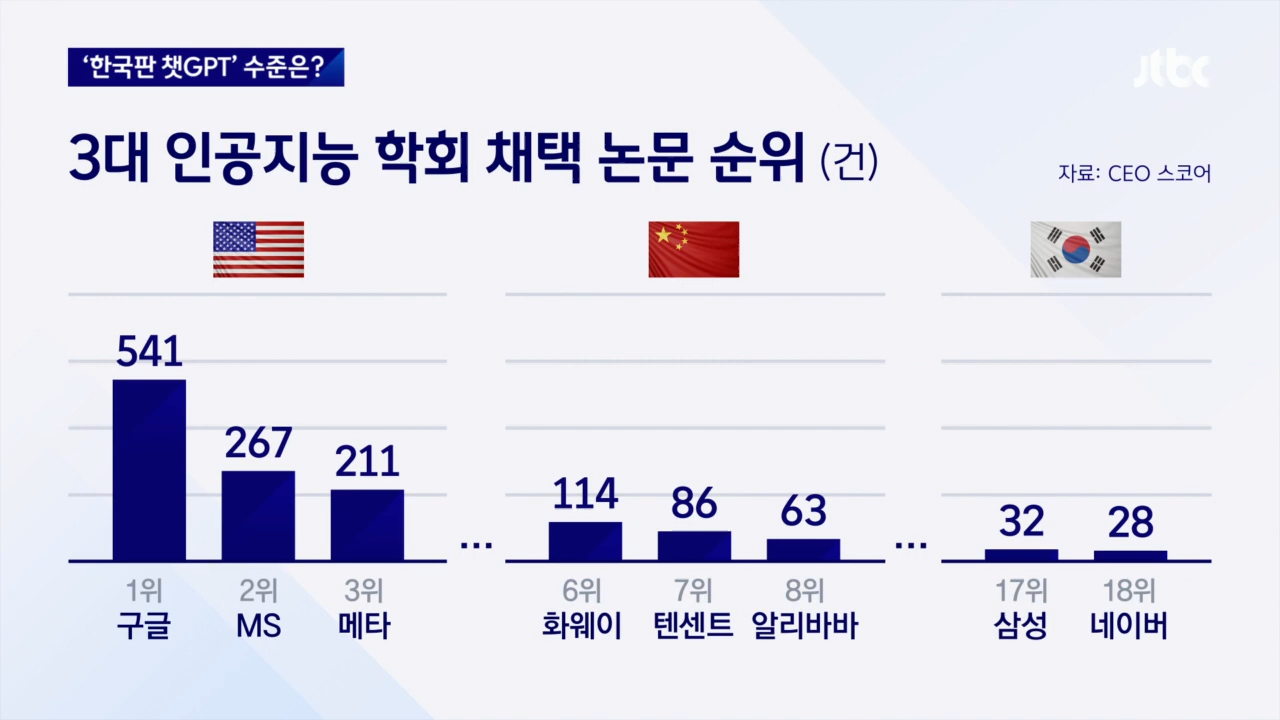 ‘한국판 챗GPT’ 수준은?
jtbc
3대 인공지능 학회 채택 논문 순위 (건)
자료: CEO 스코어
541
267
211
114
86
63
32
28
...
...
1위
2위
3위
6위
7위
8위
17위
18위
구글
MS
메타
화웨이
텐센트
알리바바
삼성
네이버